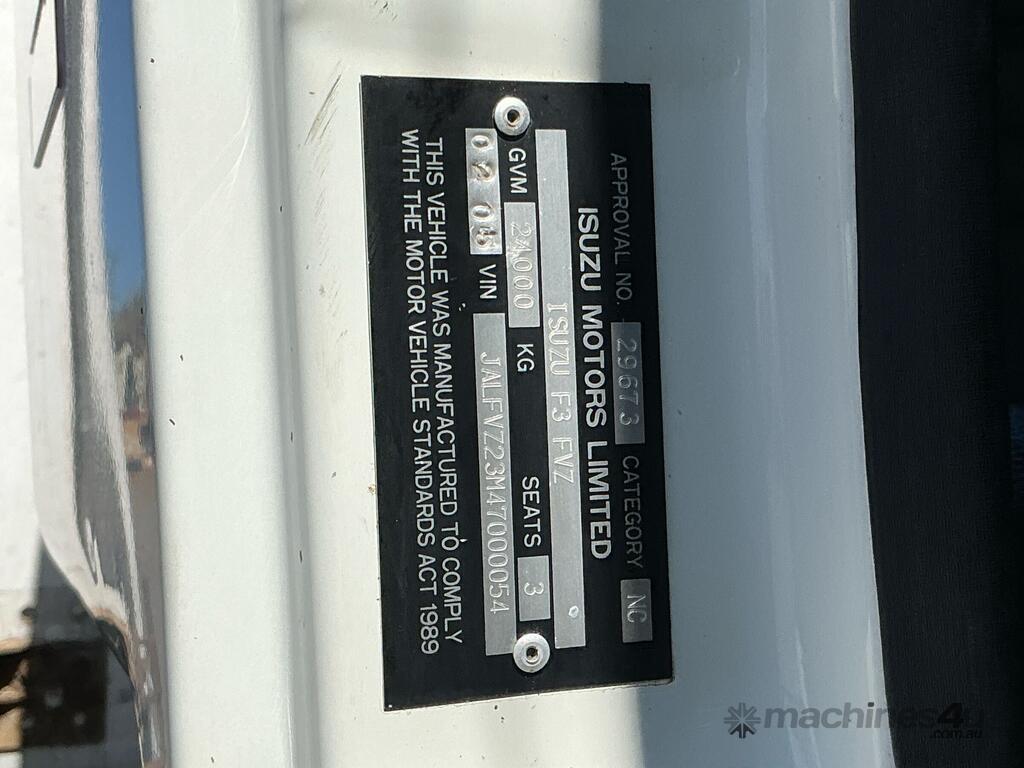 APPROVAL NO. 29673 CATEGORY NC
ISUZU MOTORS LIMITED
ISUZU F3 FVZ
GVM 24000 KG SEATS 3
02 05 VIN JALFVZ23M47000054
THIS VEHICLE WAS MANUFACTURED TO COMPLY
WITH THE MOTOR VEHICLE STANDARDS ACT 1989
machines4u
.com.au